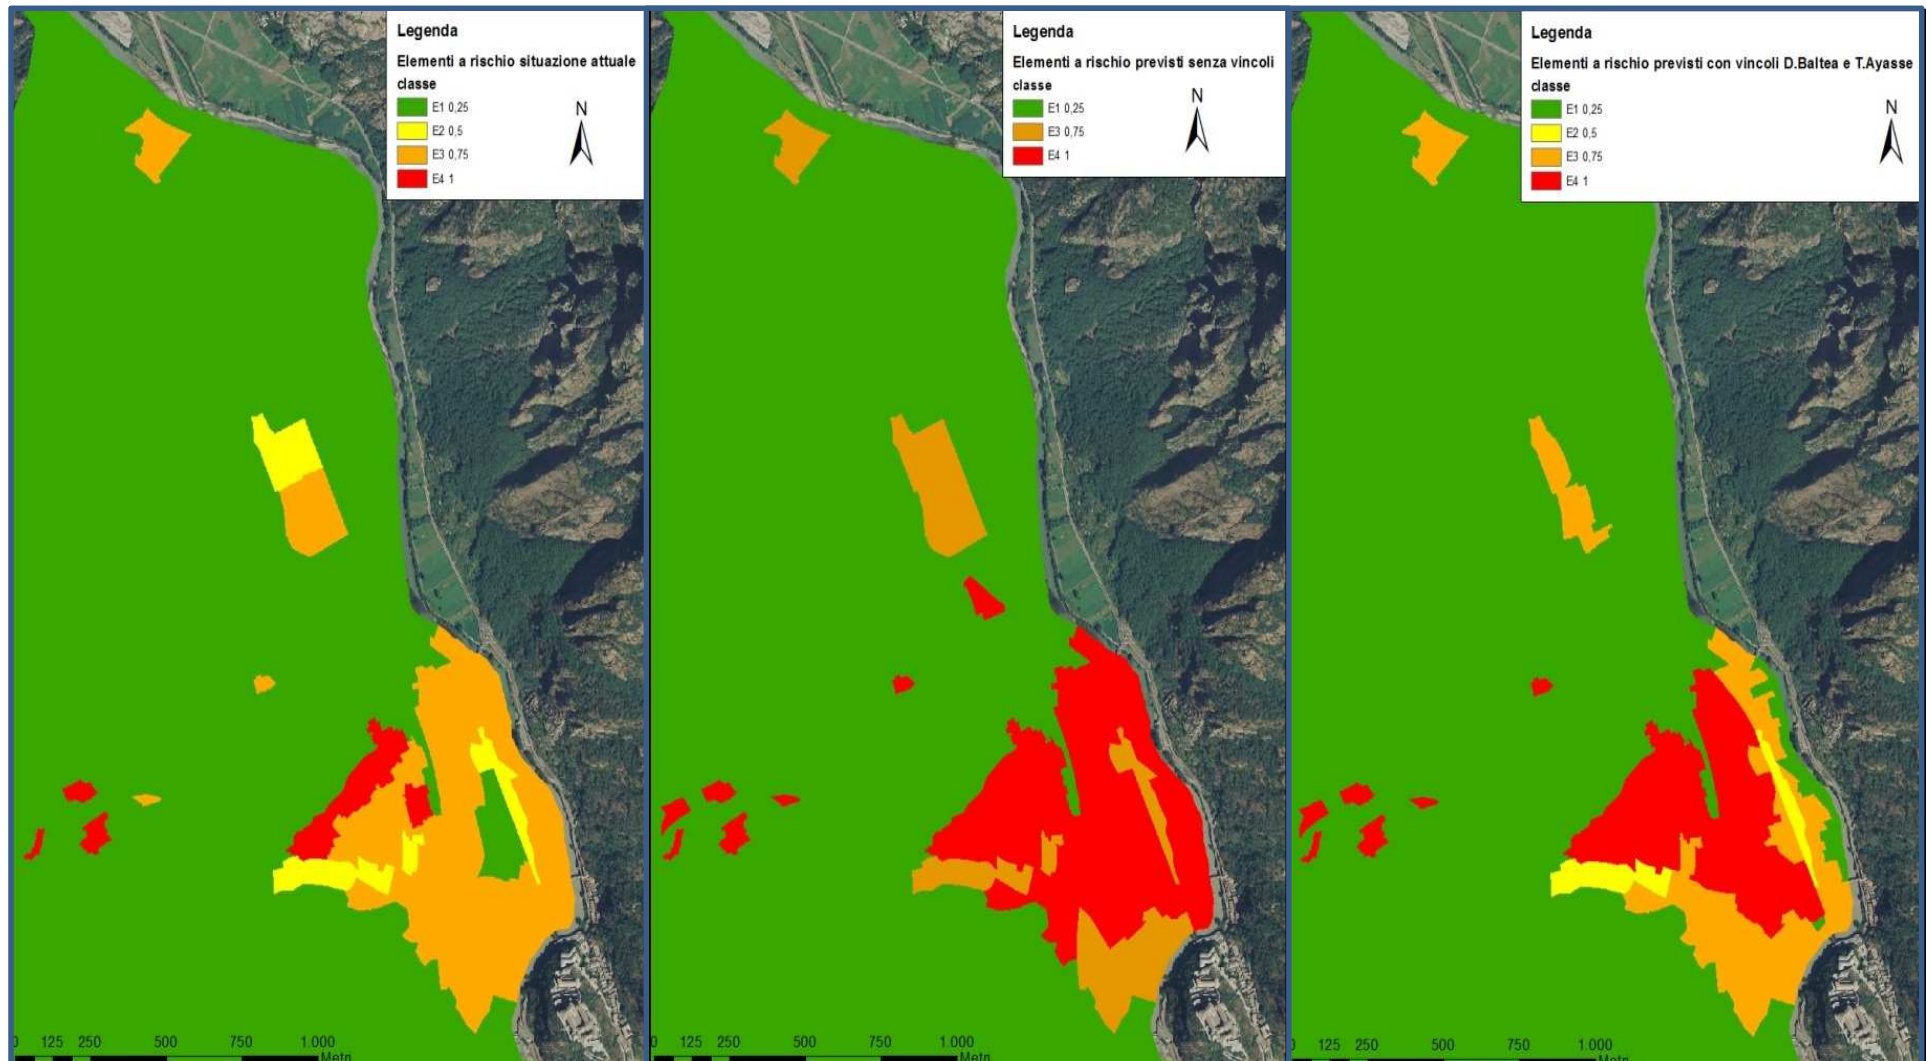 Legenda
Elementi a rischio situazione attuale
classe
E1 0,25
E2 0,5
E3 0,75
E4 1
N
0 125 250 500 750 1.000
Metri
Legenda
Elementi a rischio previsti senza vincoli
classe
E1 0,25
E3 0,75
E4 1
N
125 250 500 750 1.000
Metri
Legenda
Elementi a rischio previsti con vincoli D.Baltea e T.Ayasse
classe
E1 0,25
E2 0,5
E3 0,75
E4 1
N
0 125 250 500 750 1.000
Metri